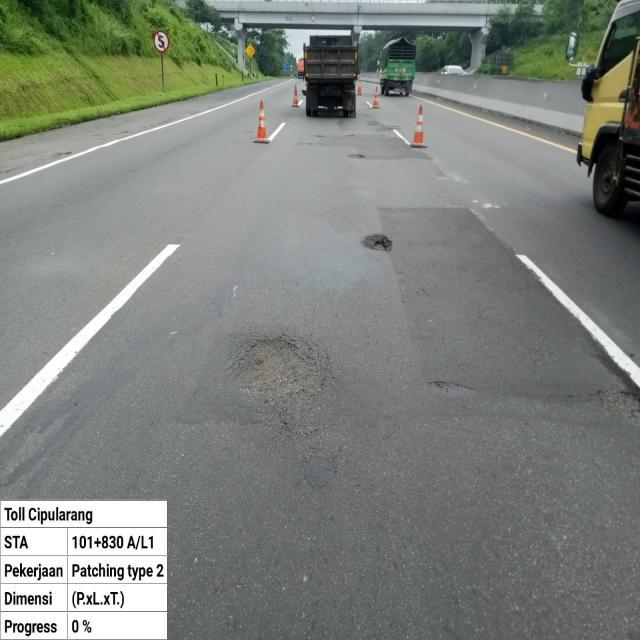 Toll Cipularang
STA 101+830 A/L1
Pekerjaan Patching type 2
Dimensi (P.xL.xT.)
Progress 0 %